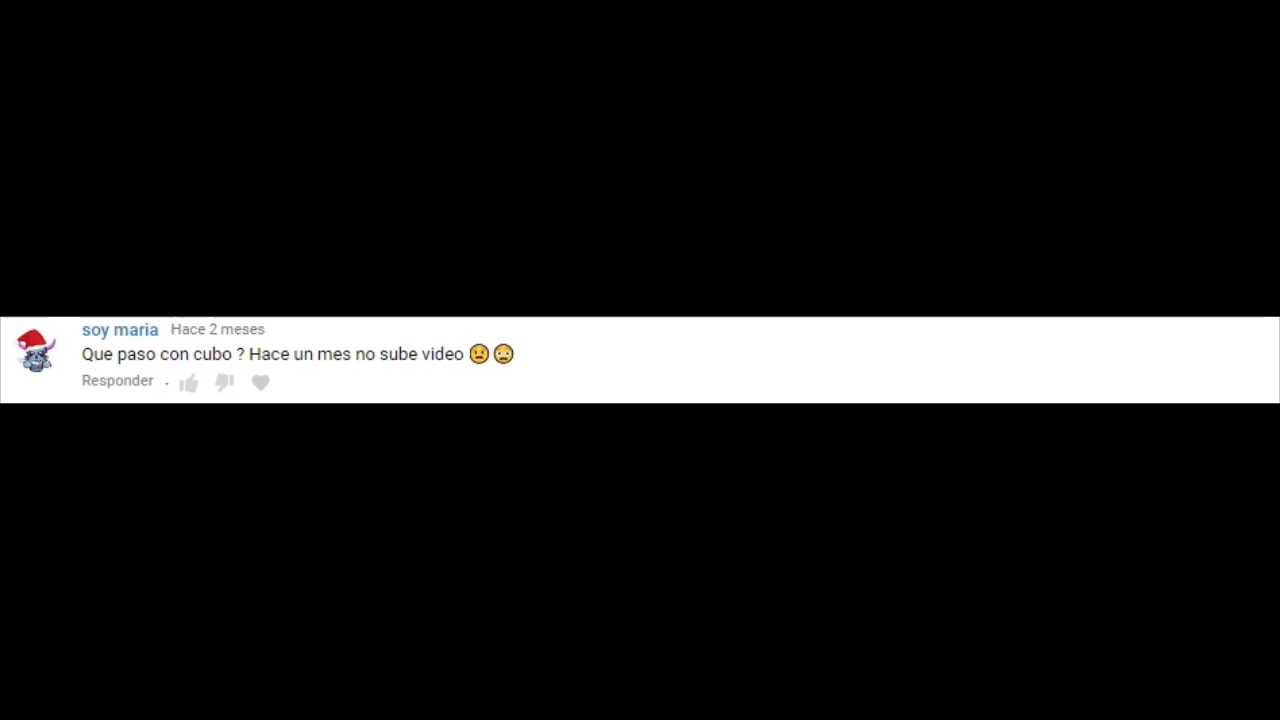 soy maria Hace 2 meses
Que paso con cubo ? Hace un mes no sube video 😐😳
Responder .